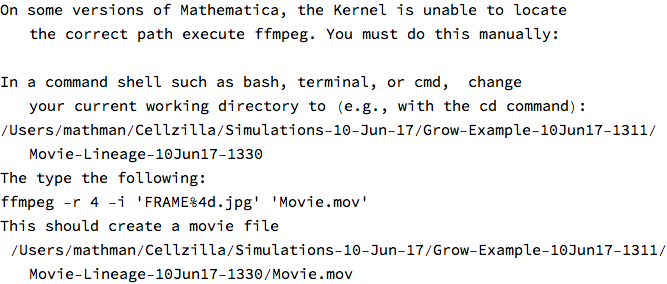 On some versions of Mathematica, the Kernel is unable to locate
the correct path execute ffmpeg. You must do this manually:
In a command shell such as bash, terminal, or cmd, change
your current working directory to (e.g., with the cd command):
/Users/mathman/Cellzilla/Simulations-10-Jun-17/Grow-Example-10Jun17-1311/
Movie-Lineage-10Jun17-1330
The type the following:
ffmpeg -r 4 -i 'FRAME%4d.jpg' 'Movie.mov'
This should create a movie file
/Users/mathman/Cellzilla/Simulations-10-Jun-17/Grow-Example-10Jun17-1311/
Movie-Lineage-10Jun17-1330/Movie.mov